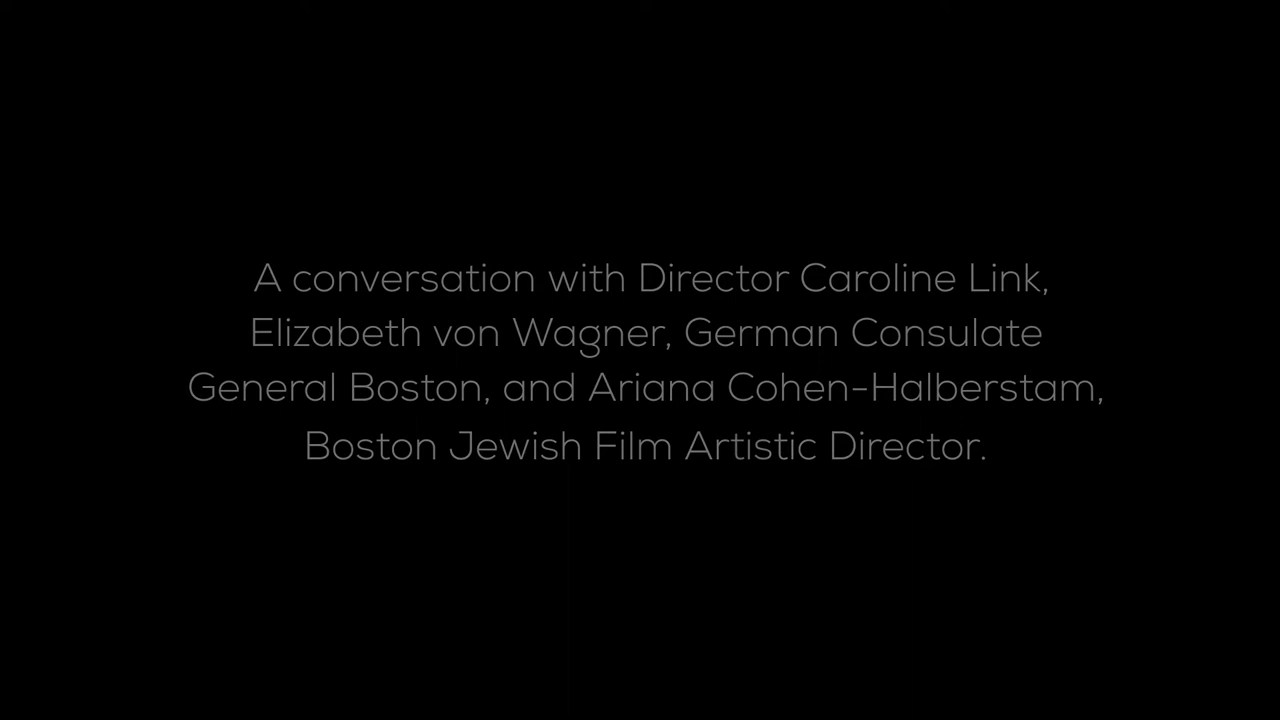 A conversation with Director Caroline Link,
Elizabeth von Wagner, German Consulate
General Boston, and Ariana Cohen-Halberstam,
Boston Jewish Film Artistic Director.